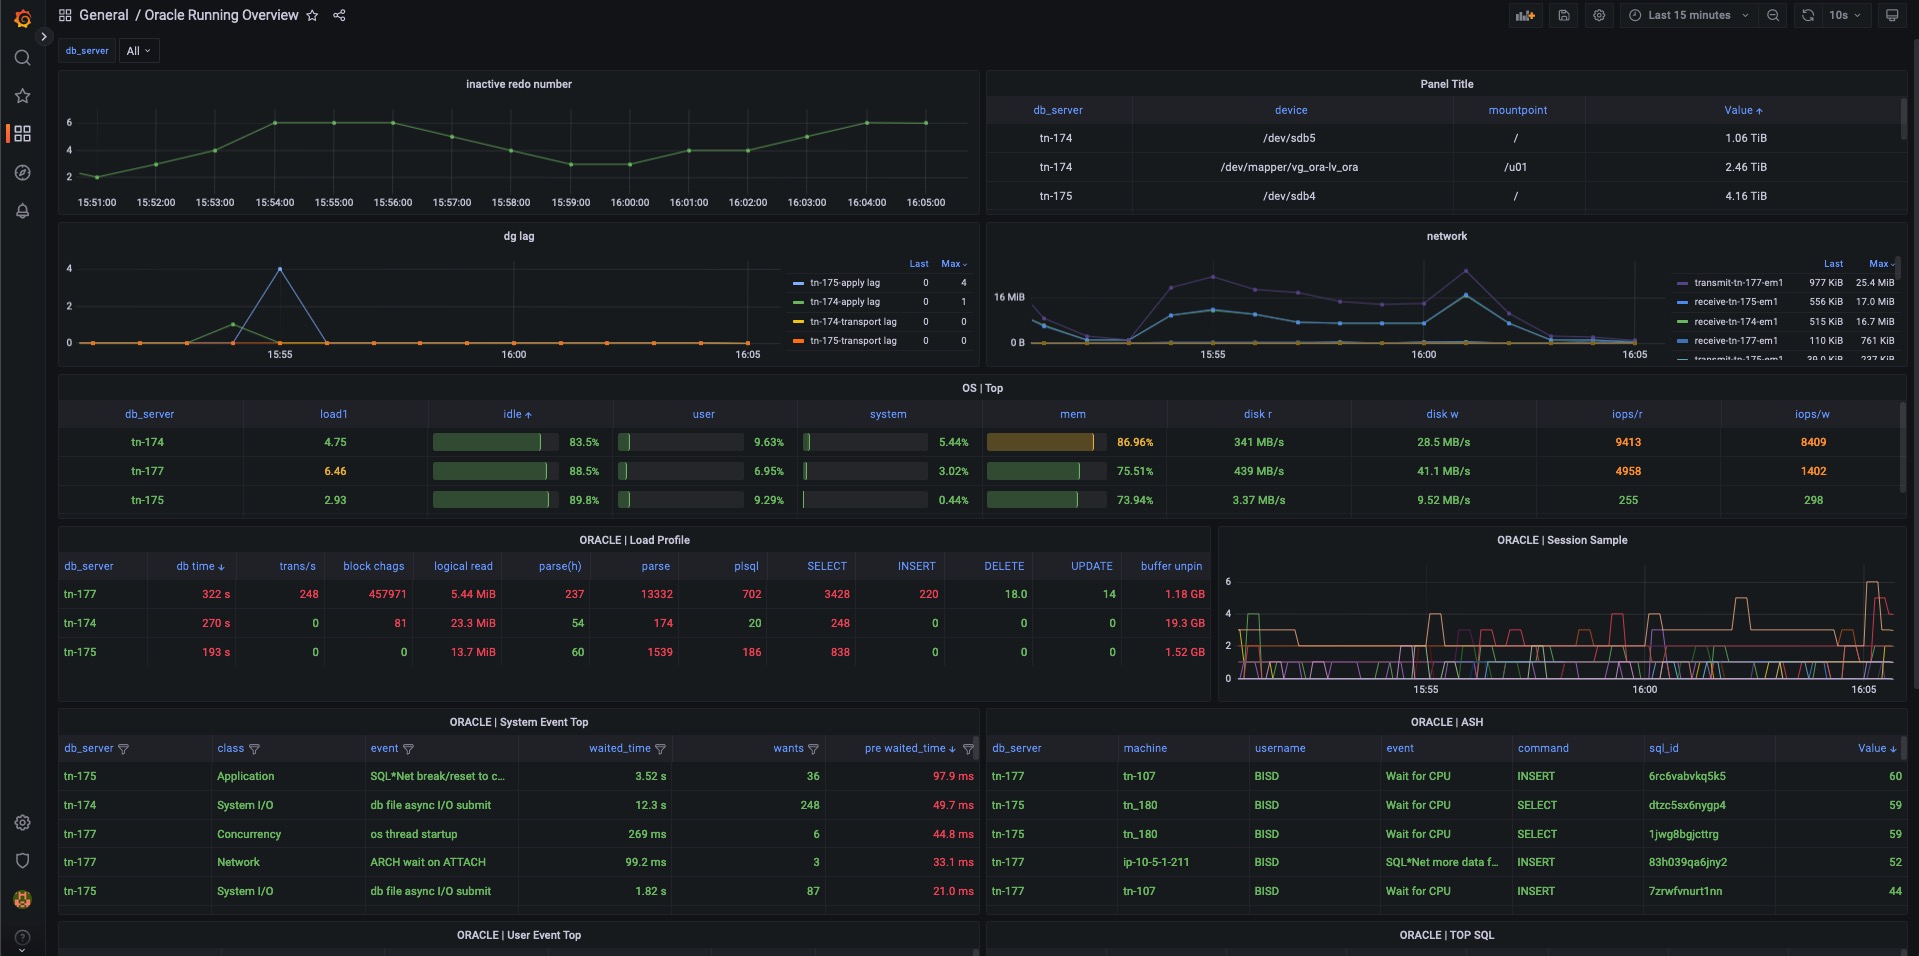 General / Oracle Running Overview
Last 15 minutes
10s
db_server All
inactive redo number
6
4
2
15:51:00 15:52:00 15:53:00 15:54:00 15:55:00 15:56:00 15:57:00 15:58:00 15:59:00 16:00:00 16:01:00 16:02:00 16:03:00 16:04:00 16:05:00
Panel Title
db_server device mountpoint Value
tn-174 /dev/sdb5 / 1.06 TiB
tn-174 /dev/mapper/vg_ora-lv_ora /u01 2.46 TiB
tn-175 /dev/sdb4 / 4.16 TiB
dg lag
4
2
0
15:55 16:00 16:05
Last Max
tn-175-apply lag 0 4
tn-174-apply lag 0 1
tn-174-transport lag 0 0
tn-175-transport lag 0 0
network
16 MiB
0 B
15:55 16:00 16:05
Last Max
transmit-tn-177-em1 977 KiB 25.4 MiB
receive-tn-175-em1 556 KiB 17.0 MiB
receive-tn-174-em1 515 KiB 16.7 MiB
receive-tn-177-em1 110 KiB 761 KiB
transmit-tn-175-em1 39.0 KiB 237 KiB
OS | Top
db_server load1 idle user system mem disk r disk w iops/r iops/w
tn-174 4.75 83.5% 9.63% 5.44% 86.96% 341 MB/s 28.5 MB/s 9413 8409
tn-177 6.46 88.5% 6.95% 3.02% 75.51% 439 MB/s 41.1 MB/s 4958 1402
tn-175 2.93 89.8% 9.29% 0.44% 73.94% 3.37 MB/s 9.52 MB/s 255 298
ORACLE | Load Profile
db_server db time trans/s block chags logical read parse(h) parse plsql SELECT INSERT DELETE UPDATE buffer unpin
tn-177 322 s 248 457971 5.44 MiB 237 13332 702 3428 220 18.0 14 1.18 GB
tn-174 270 s 0 81 23.3 MiB 54 174 20 248 0 0 0 19.3 GB
tn-175 193 s 0 0 13.7 MiB 60 1539 186 838 0 0 0 1.52 GB
ORACLE | Session Sample
6
4
2
0
15:55 16:00 16:05
ORACLE | System Event Top
db_server class event waited_time wants pre waited_time
tn-175 Application SQL*Net break/reset to c... 3.52 s 36 97.9 ms
tn-174 System I/O db file async I/O submit 12.3 s 248 49.7 ms
tn-177 Concurrency os thread startup 269 ms 6 44.8 ms
tn-177 Network ARCH wait on ATTACH 99.2 ms 3 33.1 ms
tn-175 System I/O db file async I/O submit 1.82 s 87 21.0 ms
ORACLE | ASH
db_server machine username event command sql_id Value
tn-177 tn-107 BISD Wait for CPU INSERT 6rc6vabvkq5k5 60
tn-175 tn_180 BISD Wait for CPU SELECT dtzc5sx6nygp4 59
tn-175 tn_180 BISD Wait for CPU SELECT 1jwg8bgjcttrg 59
tn-177 ip-10-5-1-211 BISD SQL*Net more data f... INSERT 83h039qa6jny2 52
tn-177 tn-107 BISD Wait for CPU INSERT 7zrwfvnurt1nn 44
ORACLE | User Event Top
ORACLE | TOP SQL